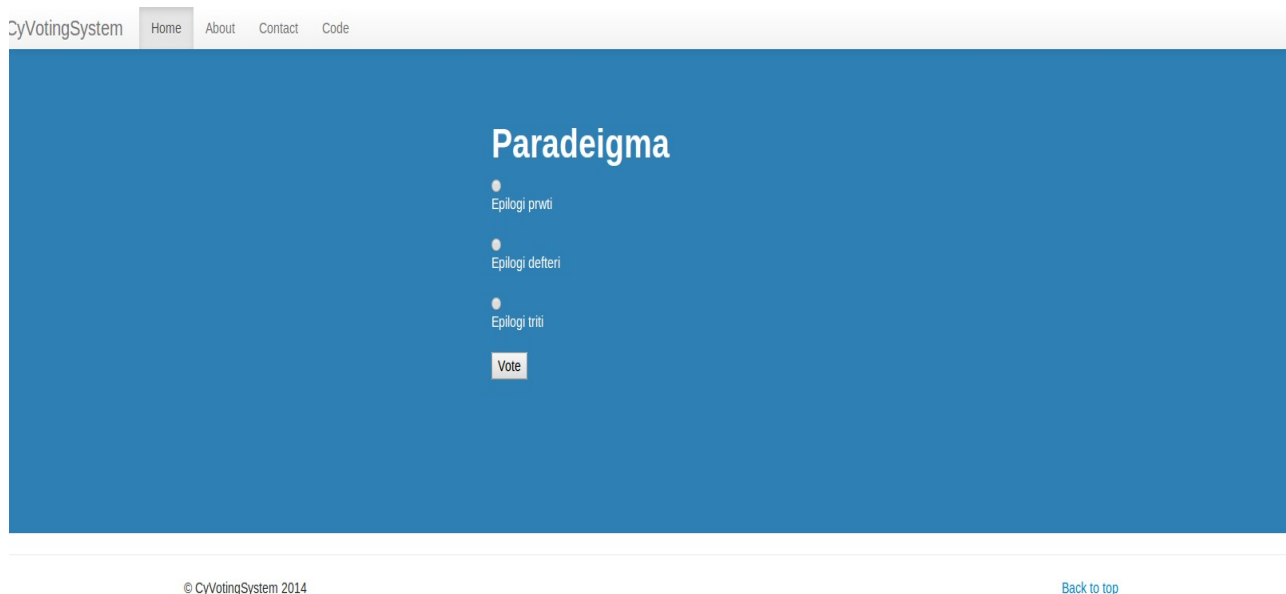 CyVotingSystem Home About Contact Code
Paradeigma
Epilogi prwti
Epilogi defteri
Epilogi triti
Vote
© CyVotingSystem 2014 Back to top